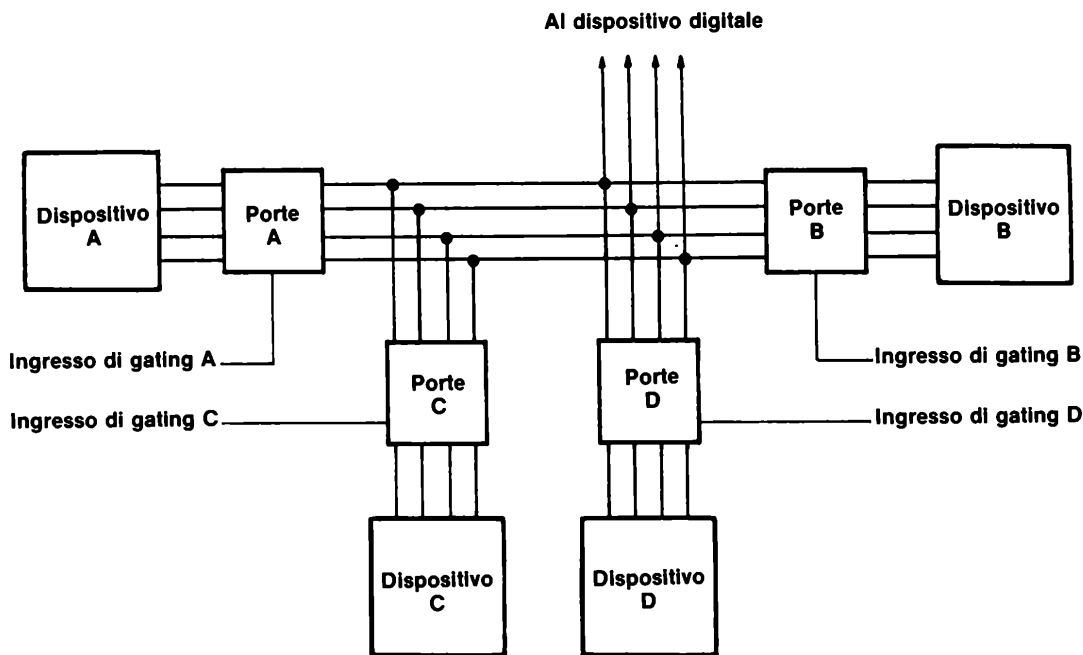 Al dispositivo digitale
Dispositivo
A
Porte
A
Porte
B
Dispositivo
B
Ingresso di gating A
Ingresso di gating B
Porte
C
Porte
D
Ingresso di gating C
Ingresso di gating D
Dispositivo
C
Dispositivo
D